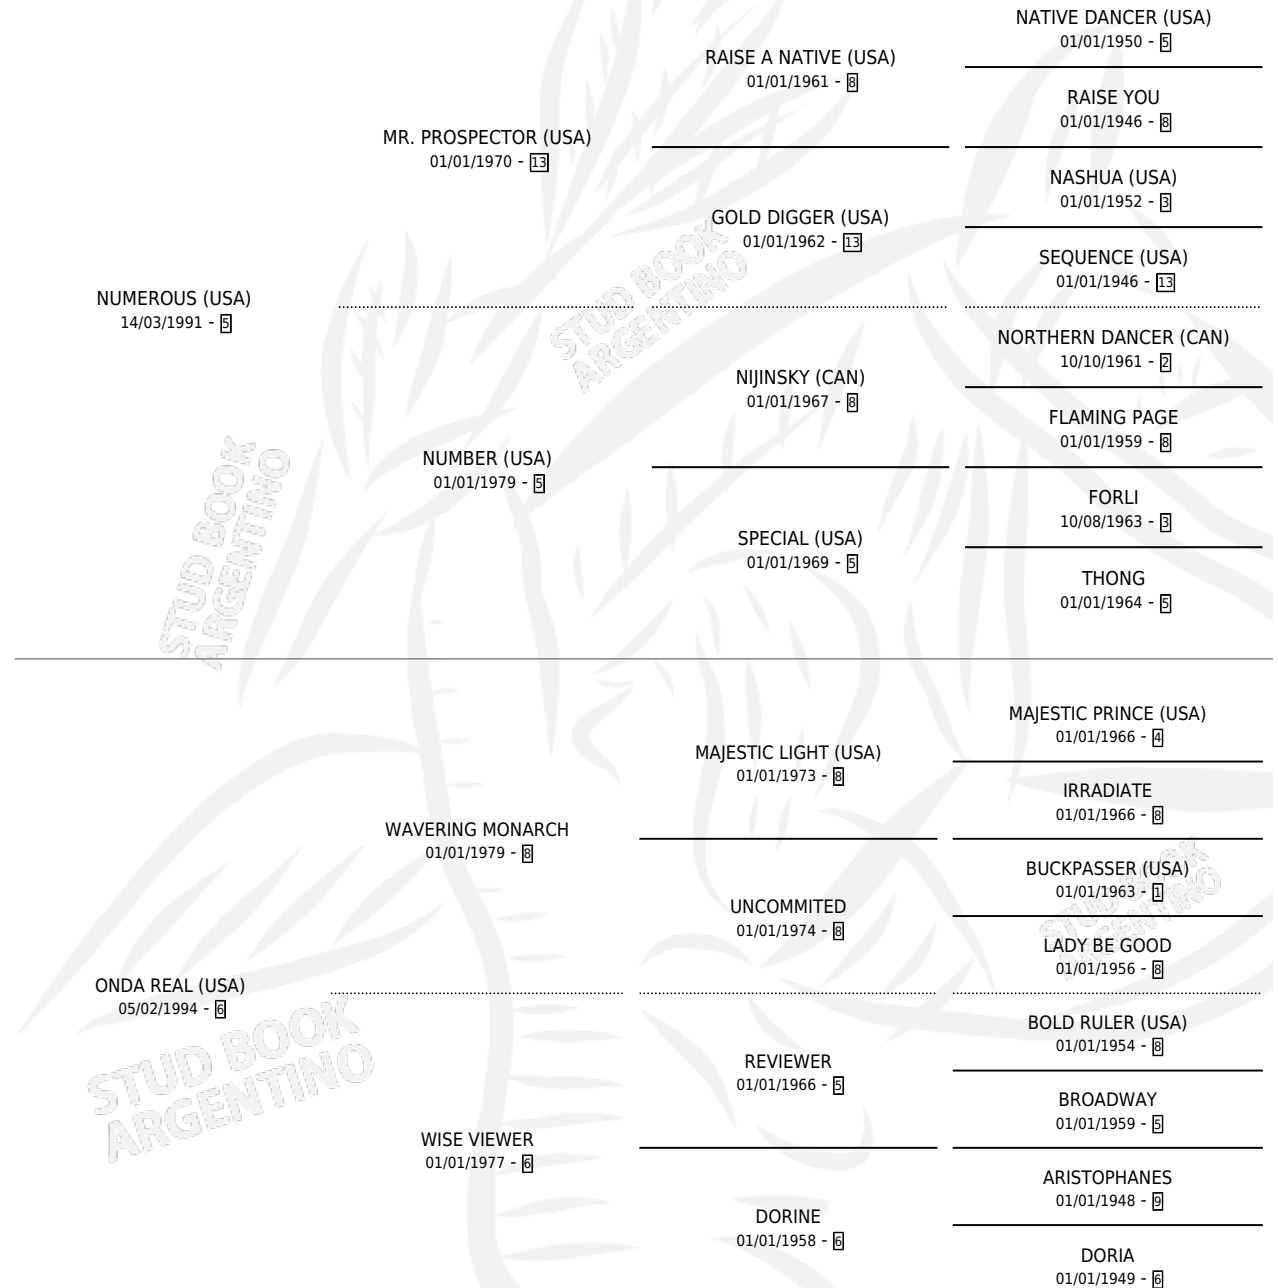 NATIVE DANCER (USA)
01/01/1950 - 5
RAISE A NATIVE (USA)
01/01/1961 - 8
RAISE YOU
01/01/1946 - 8
MR. PROSPECTOR (USA)
01/01/1970 - 13
NASHUA (USA)
01/01/1952 - 3
GOLD DIGGER (USA)
01/01/1962 - 13
SEQUENCE (USA)
01/01/1946 - 13
NUMEROUS (USA)
14/03/1991 - 5
NORTHERN DANCER (CAN)
10/10/1961 - 2
NIJINSKY (CAN)
01/01/1967 - 8
FLAMING PAGE
01/01/1959 - 8
NUMBER (USA)
01/01/1979 - 5
FORLI
10/08/1963 - 3
SPECIAL (USA)
01/01/1969 - 5
THONG
01/01/1964 - 5
MAJESTIC PRINCE (USA)
01/01/1966 - 4
MAJESTIC LIGHT (USA)
01/01/1973 - 8
IRRADIATE
01/01/1966 - 8
WAVERING MONARCH
01/01/1979 - 8
BUCKPASSER (USA)
01/01/1963 - 1
UNCOMMITED
01/01/1974 - 8
LADY BE GOOD
01/01/1956 - 8
ONDA REAL (USA)
05/02/1994 - 6
BOLD RULER (USA)
01/01/1954 - 8
REVIEWER
01/01/1966 - 5
BROADWAY
01/01/1959 - 5
WISE VIEWER
01/01/1977 - 6
ARISTOPHANES
01/01/1948 - 9
DORINE
01/01/1958 - 6
DORIA
01/01/1949 - 6
STUD BOOK
ARGENTINO
STUD BOOK
ARGENTINO
STUD BOOK
ARGENTINO
STUD BOOK
ARGENTINO